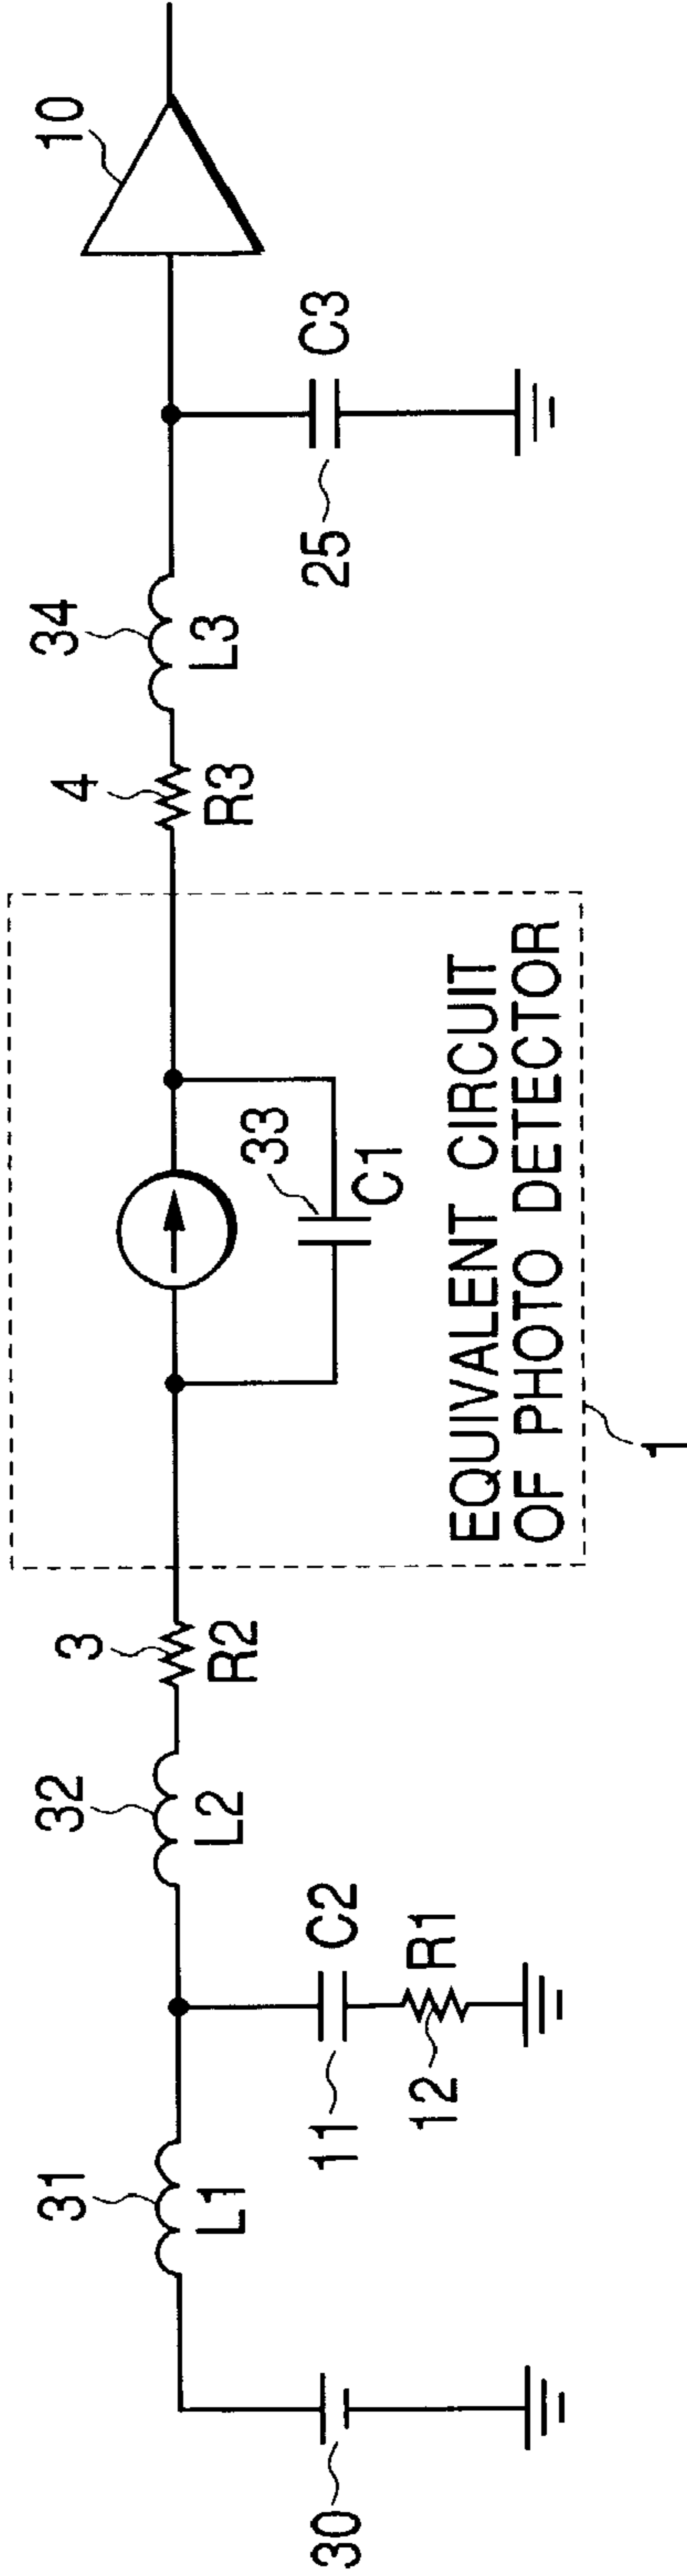 30
31
L1
11
C2
12
R1
32
L2
3
R2
1
EQUIVALENT CIRCUIT
OF PHOTO DETECTOR
33
C1
4
R3
34
L3
25
C3
10